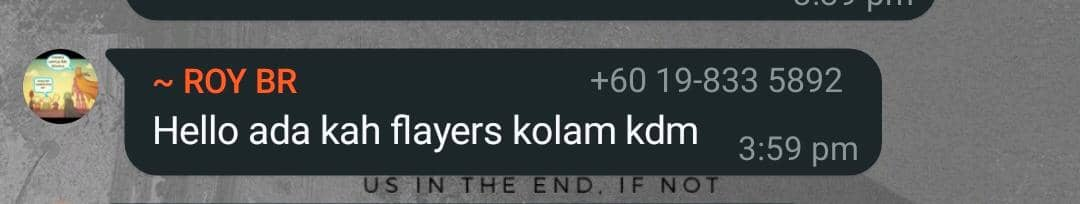 ~ ROY BR +60 19-833 5892
Hello ada kah flayers kolam kdm
3:59 pm
US IN THE END, IF NOT